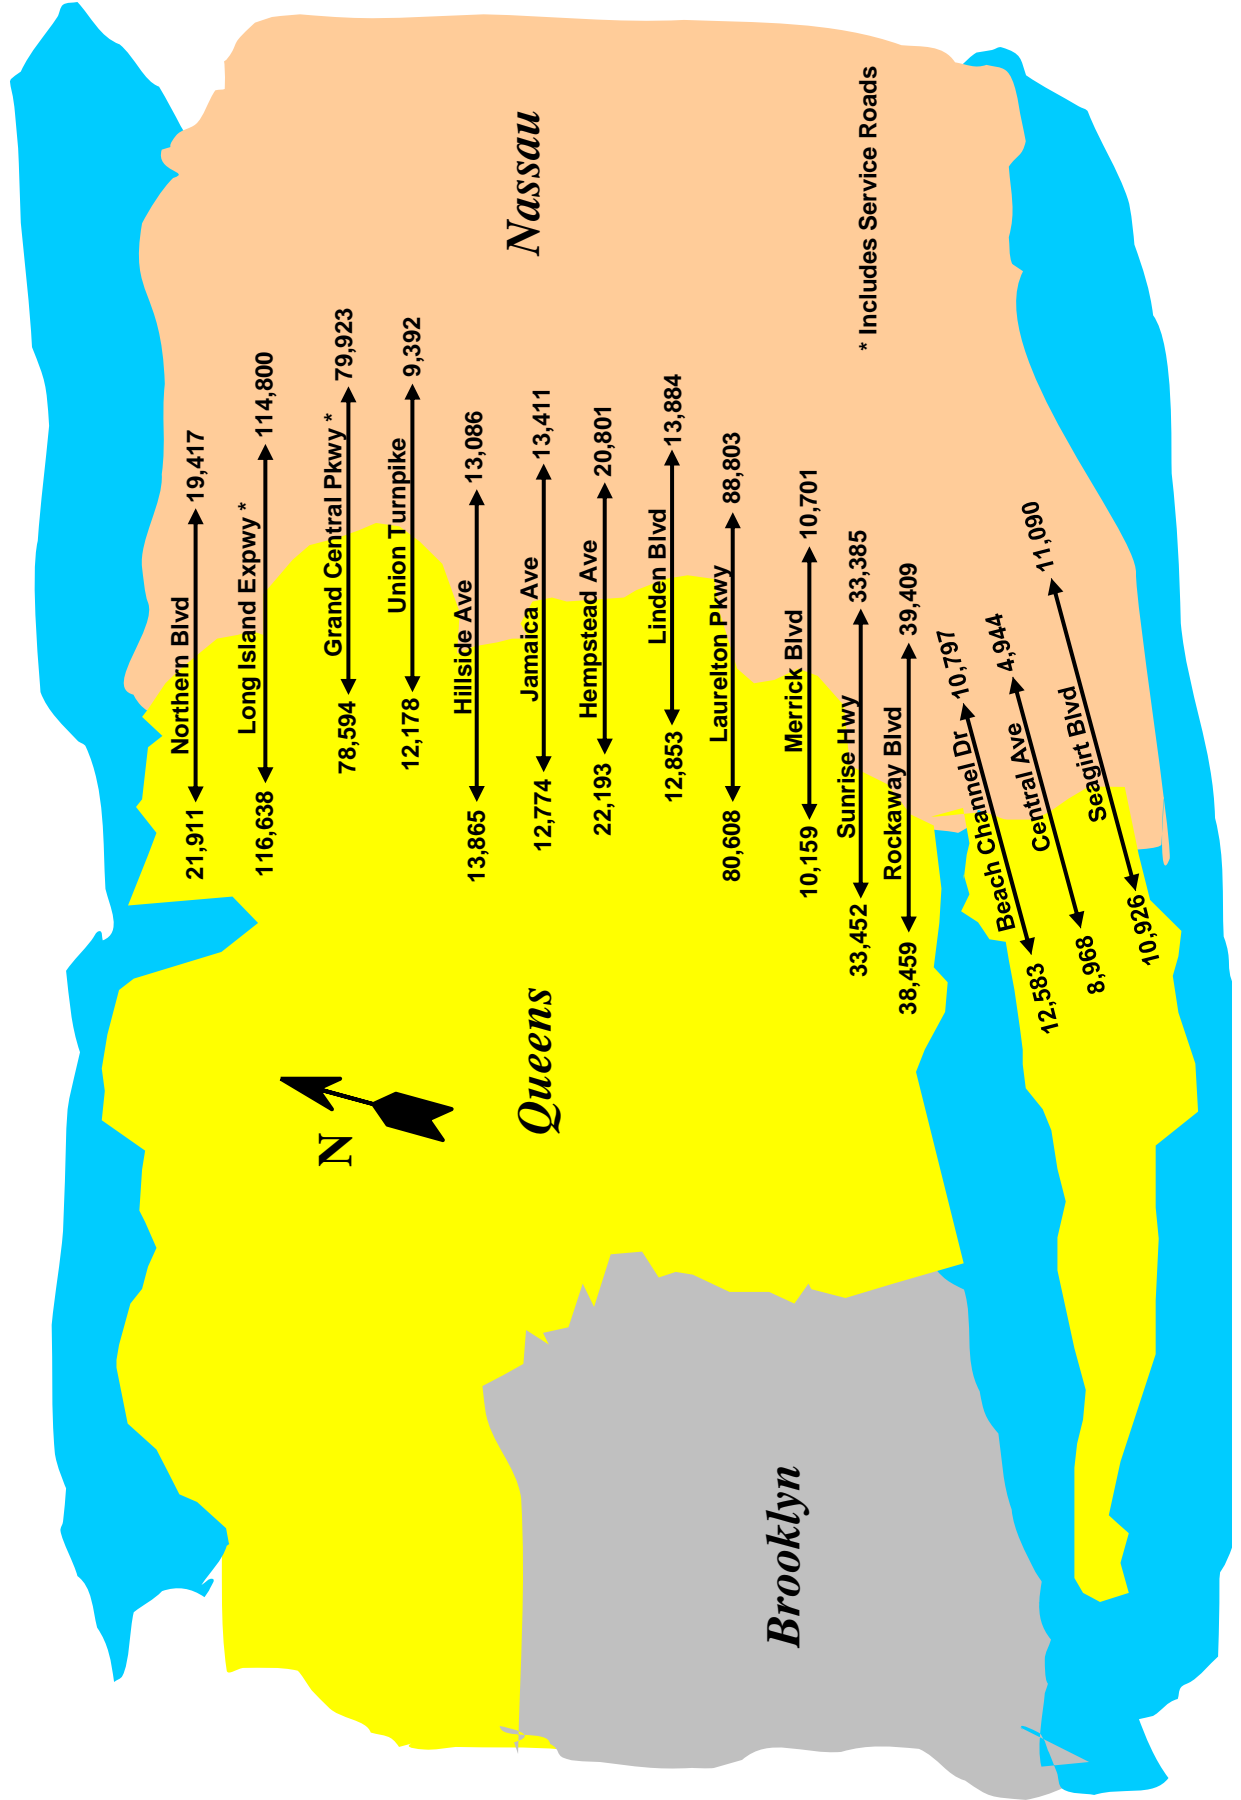 21,911 Northern Blvd 19,417
116,638 Long Island Expwy * 114,800
78,594 Grand Central Pkwy * 79,923
12,178 Union Turnpike 9,392
13,865 Hillside Ave 13,086
12,774 Jamaica Ave 13,411
22,193 Hempstead Ave 20,801
12,853 Linden Blvd 13,884
80,608 Laurelton Pkwy 88,803
10,159 Merrick Blvd 10,701
33,452 Sunrise Hwy 33,385
38,459 Rockaway Blvd 39,409
12,583 Beach Channel Dr 10,797
8,968 Central Ave 4,944
10,926 Seagirt Blvd 11,090
N
Queens
Nassau
Brooklyn
* Includes Service Roads